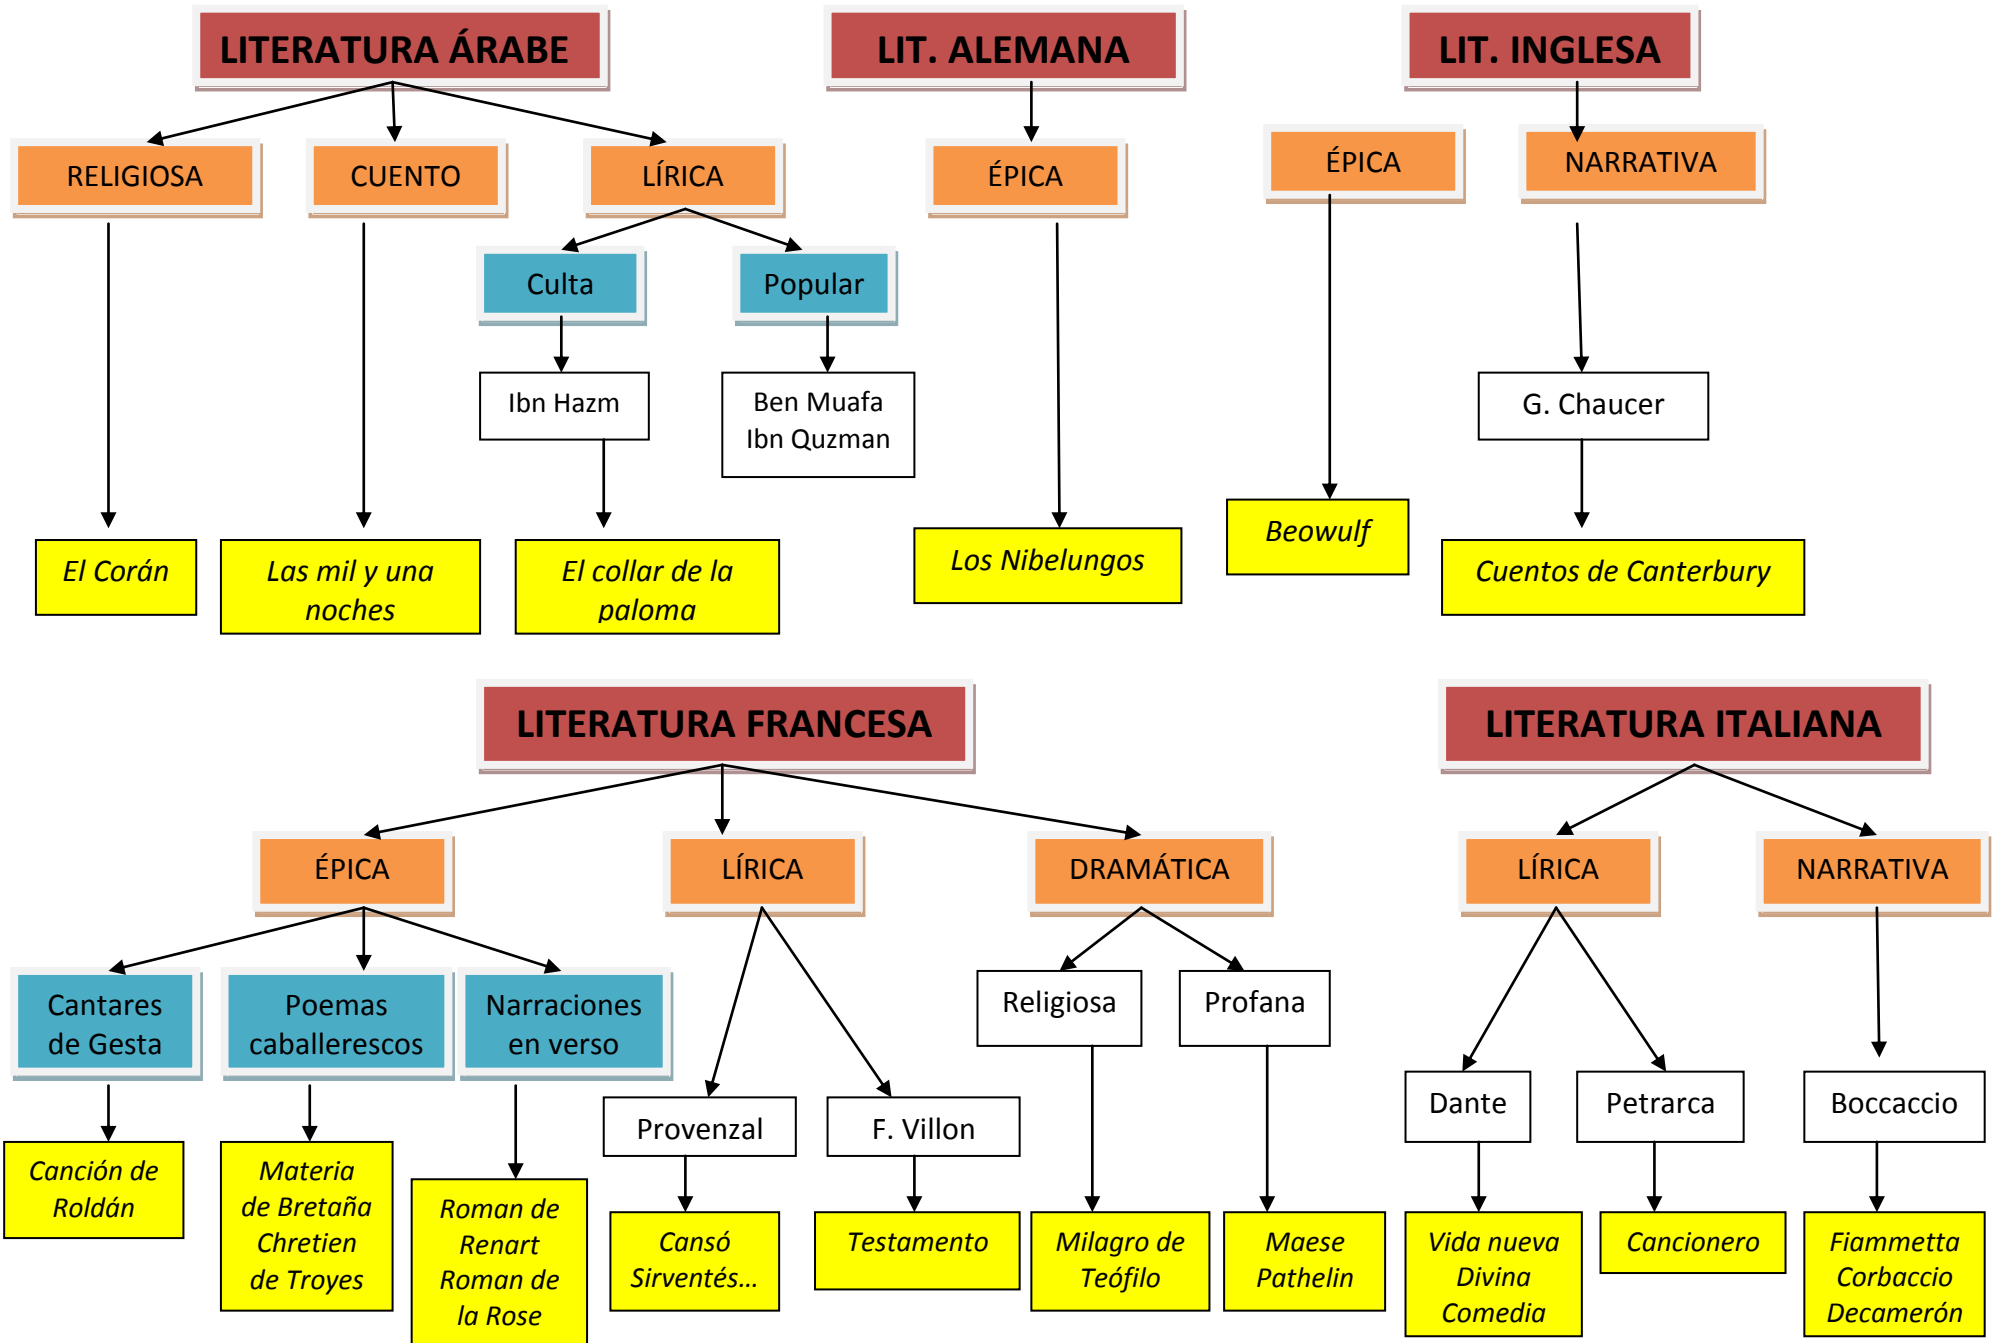 LITERATURA ÁRABE
LIT. ALEMANA
LIT. INGLESA
RELIGIOSA
CUENTO
LÍRICA
ÉPICA
ÉPICA
NARRATIVA
Culta
Popular
Ibn Hazm
Ben Muafa
Ibn Quzman
G. Chaucer
El Corán
Las mil y una
noches
El collar de la
paloma
Los Nibelungos
Beowulf
Cuentos de Canterbury
LITERATURA FRANCESA
LITERATURA ITALIANA
ÉPICA
LÍRICA
DRAMÁTICA
LÍRICA
NARRATIVA
Cantares
de Gesta
Poemas
caballerescos
Narraciones
en verso
Religiosa
Profana
Provenzal
F. Villon
Dante
Petrarca
Boccaccio
Canción de
Roldán
Materia
de Bretaña
Chretien
de Troyes
Roman de
Renart
Roman de
la Rose
Cansó
Sirventés...
Testamento
Milagro de
Teófilo
Maese
Pathelin
Vida nueva
Divina
Comedia
Cancionero
Fiammetta
Corbaccio
Decamerón